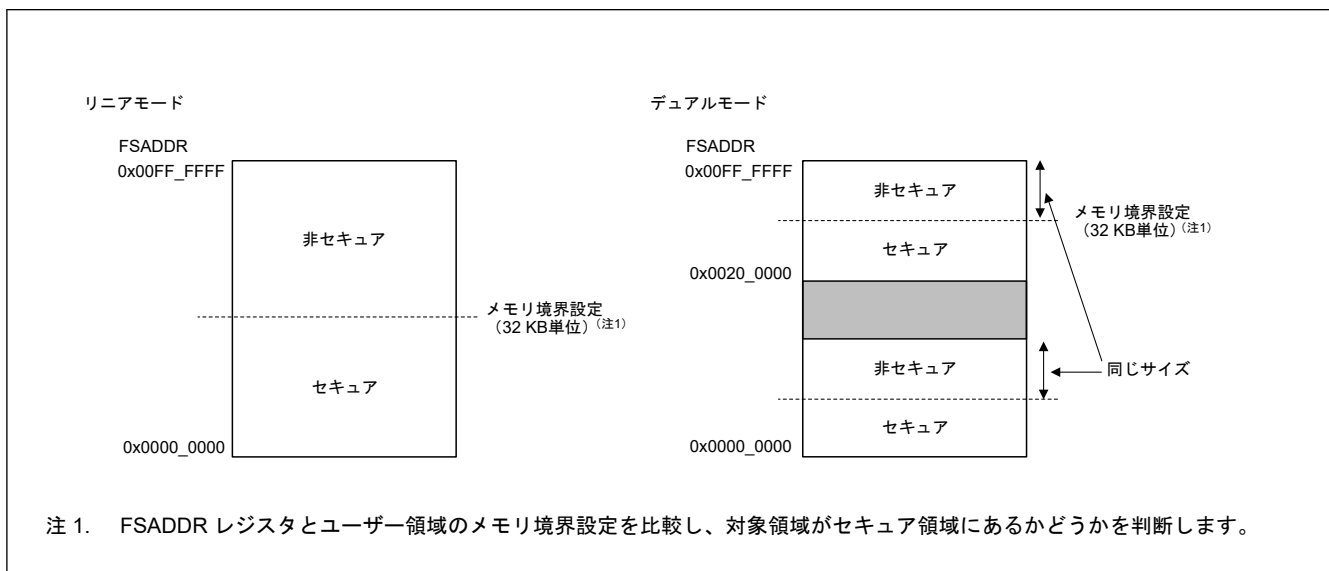 リニアモード
FSADDR
0x00FF_FFFF
非セキュア
メモリ境界設定
（32 KB単位）（注1）
セキュア
0x0000_0000
デュアルモード
FSADDR
0x00FF_FFFF
非セキュア
メモリ境界設定
（32 KB単位）（注1）
セキュア
0x0020_0000
非セキュア
同じサイズ
セキュア
0x0000_0000
注 1. FSADDR レジスタとユーザー領域のメモリ境界設定を比較し、対象領域がセキュア領域にあるかどうかを判断します。